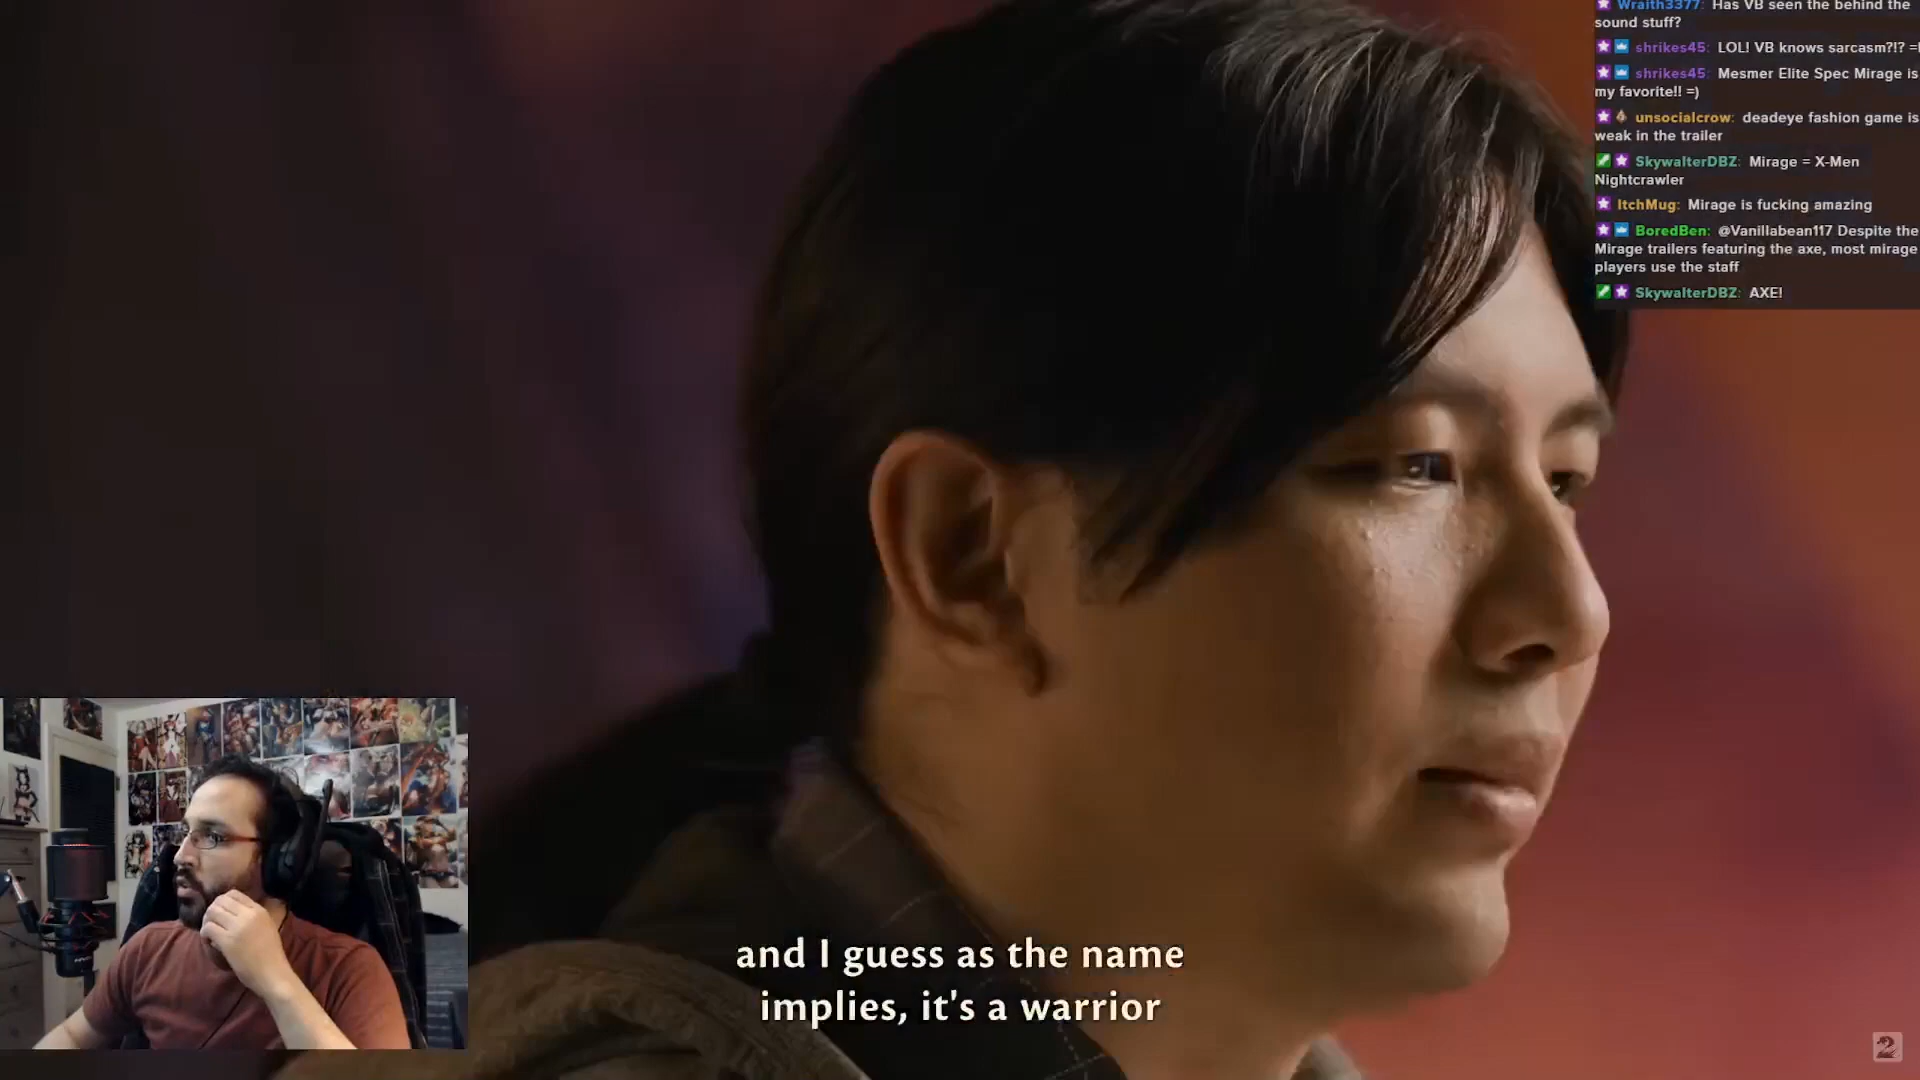 Wraith3377: Has VB seen the behind the
sound stuff?
shrikes45: LOL! VB knows sarcasm?!? =
shrikes45: Mesmer Elite Spec Mirage is
my favorite!! =)
unsocialcrow: deadeye fashion game is
weak in the trailer
SkywalterDBZ: Mirage = X-Men
Nightcrawler
ItchMug: Mirage is fucking amazing
BoredBen: @Vanillabean117 Despite the
Mirage trailers featuring the axe, most mirage
players use the staff
SkywalterDBZ: AXE!
and I guess as the name
implies, it's a warrior
2